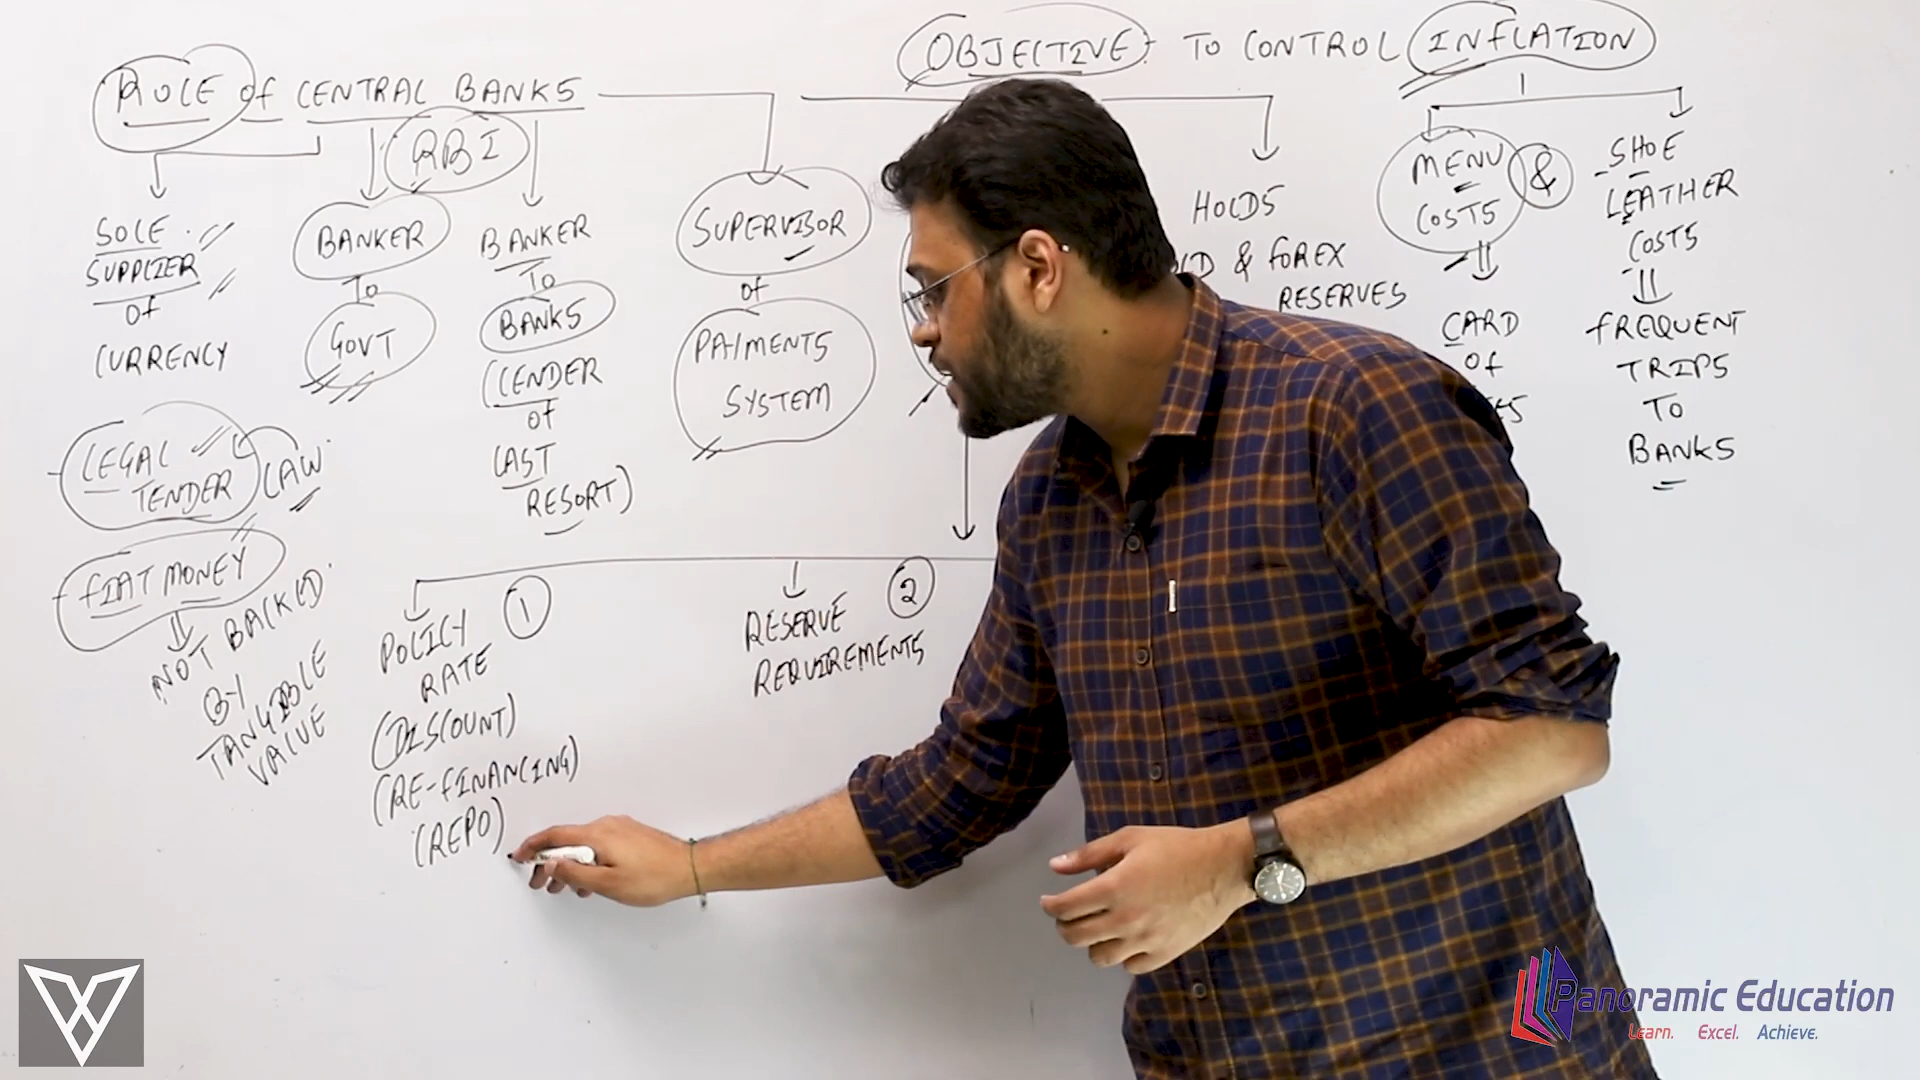 ROLE of CENTRAL BANKS
OBJECTIVE - TO CONTROL INFLATION
RBI
SOLE
SUPPLIER
of
CURRENCY
LEGAL
TENDER
LAW
FIAT MONEY
NOT BACKED
BY
TANGIBLE
VALUE
BANKER
TO
GOVT
BANKER
TO
BANKS
(LENDER
of
LAST
RESORT)
SUPERVISOR
of
PAYMENTS
SYSTEM
HOLDS
& FOREX
RESERVES
MENU
COSTS
&
SHOE
LEATHER
COSTS
CARD
of
FREQUENT
TRIPS
TO
BANKS
POLICY
RATE
1
(DISCOUNT)
(RE-FINANCING)
(REPO)
RESERVE
REQUIREMENTS
2
Panoramic Education
Learn. Excel. Achieve.